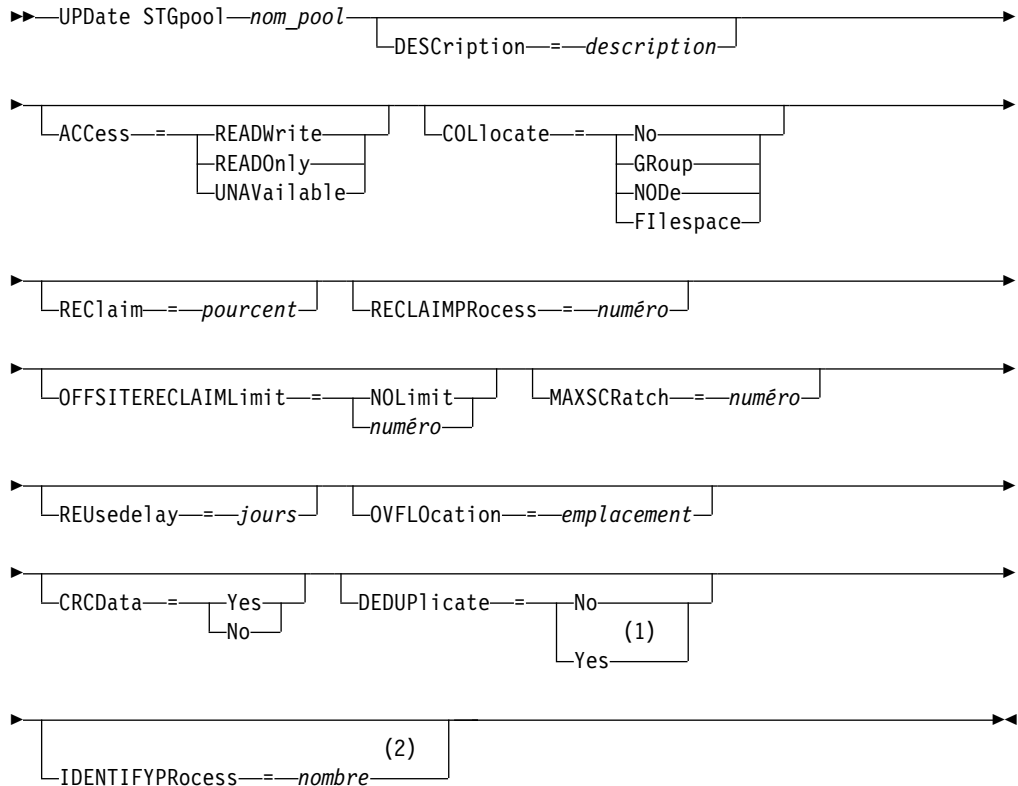 UPDate STGpool nom_pool
DESCription = description
ACCess = READWrite
READOnly
UNAVailable
COLlocate = No
GRoup
NODe
FIlespace
REClaim = pourcent RECLAIMPRocess = numéro
OFFSITERECLAIMLimit = NOLimit
numéro
MAXSCRatch = numéro
REUsedelay = jours OVFLOcation = emplacement
CRCData = Yes
No
DEDUPlicate = No
(1)
Yes
(2)
IDENTIFYPRocess = nombre